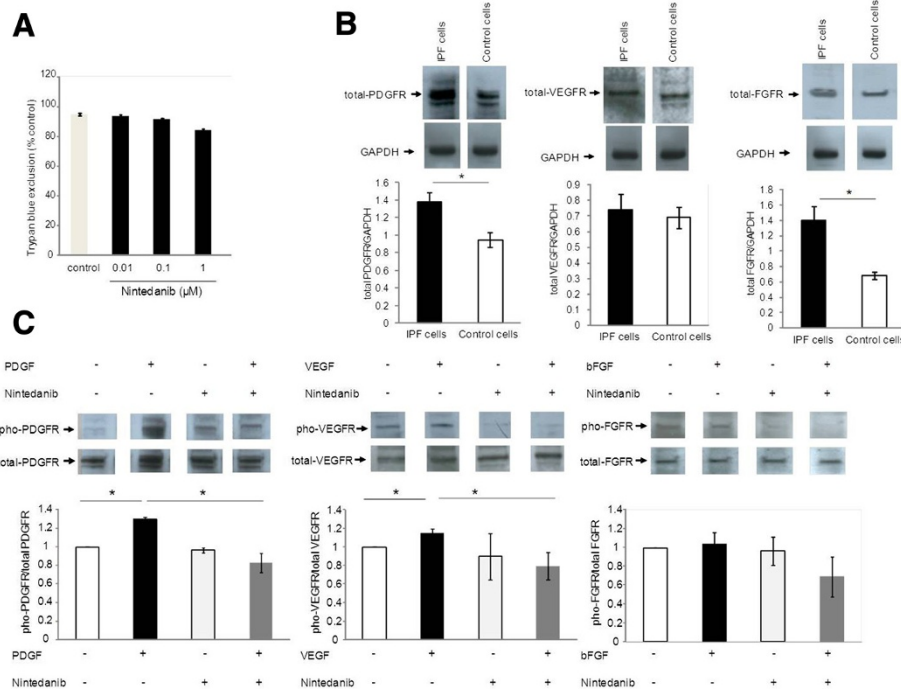 A
120
100
80
60
40
20
0
Trypan blue exclusion (% control)
control 0.01 0.1 1
Nintedanib (µM)
B
IPF cells Control cells
total-PDGFR
GAPDH
*
1.6
1.4
1.2
1
0.8
0.6
0.4
0.2
0
total PDGFR/GAPDH
IPF cells Control cells
IPF cells Control cells
total-VEGFR
GAPDH
0.9
0.8
0.7
0.6
0.5
0.4
0.3
0.2
0.1
0
total VEGFR/GAPDH
IPF cells Control cells
IPF cells Control cells
total-FGFR
GAPDH
*
1.8
1.6
1.4
1.2
1
0.8
0.6
0.4
0.2
0
total FGFR/GAPDH
IPF cells Control cells
C
PDGF - + - +
Nintedanib - - + +
pho-PDGFR
total-PDGFR
* *
1.4
1.2
1
0.8
0.6
0.4
0.2
0
pho-PDGFR/total PDGFR
PDGF - + - +
Nintedanib - - + +
VEGF - + - +
Nintedanib - - + +
pho-VEGFR
total-VEGFR
* *
1.4
1.2
1
0.8
0.6
0.4
0.2
0
pho-VEGFR/total VEGFR
VEGF - + - +
Nintedanib - - + +
bFGF - + - +
Nintedanib - - + +
pho-FGFR
total-FGFR
1.4
1.2
1
0.8
0.6
0.4
0.2
0
pho-FGFR/total FGFR
bFGF - + - +
Nintedanib - - + +